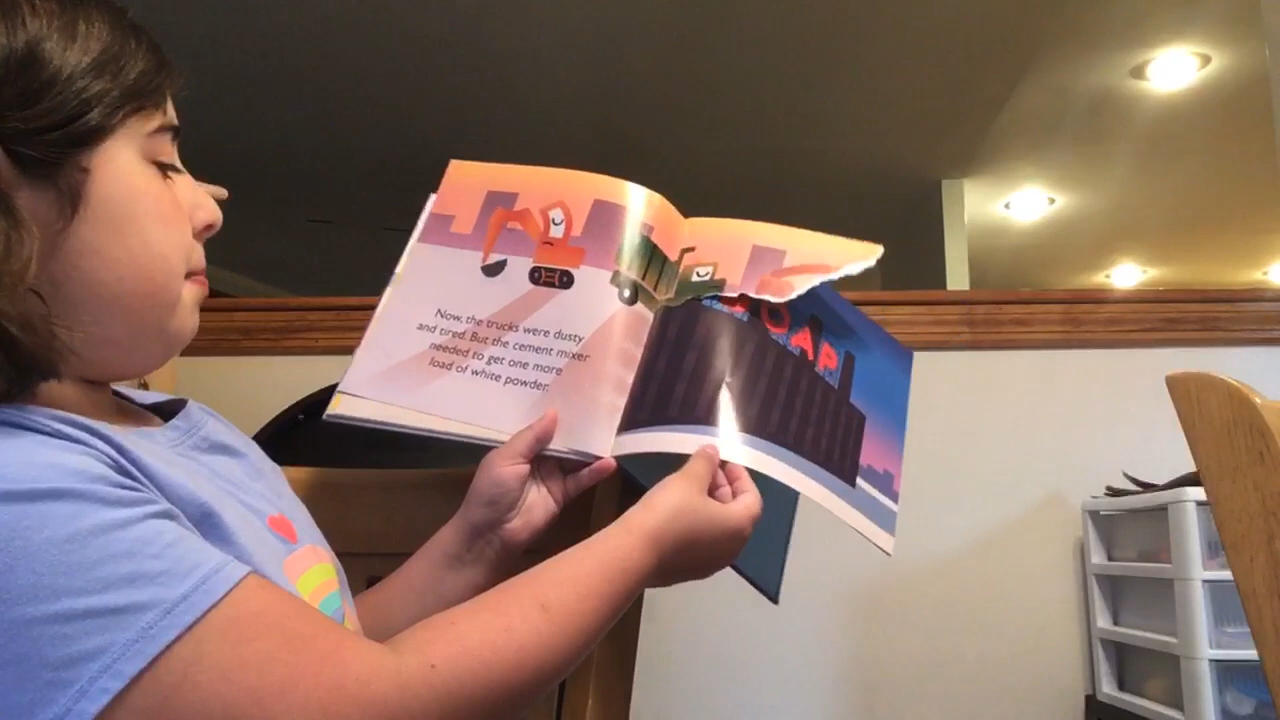 Now, the trucks were dusty
and tired. But the cement mixer
needed to get one more
load of white powder.
SOAP